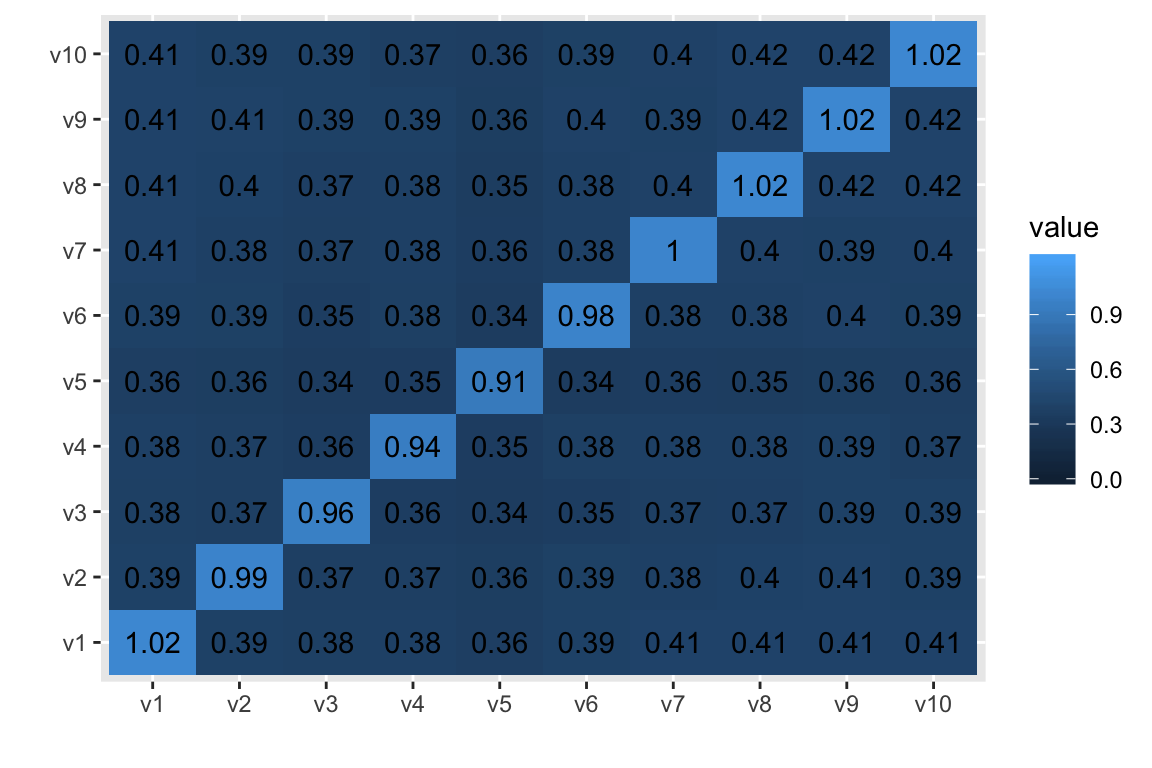 v10 0.41 0.39 0.39 0.37 0.36 0.39 0.4 0.42 0.42 1.02
v9 0.41 0.41 0.39 0.39 0.36 0.4 0.39 0.42 1.02 0.42
v8 0.41 0.4 0.37 0.38 0.35 0.38 0.4 1.02 0.42 0.42
v7 0.41 0.38 0.37 0.38 0.36 0.38 1 0.4 0.39 0.4
v6 0.39 0.39 0.35 0.38 0.34 0.98 0.38 0.38 0.4 0.39
v5 0.36 0.36 0.34 0.35 0.91 0.34 0.36 0.35 0.36 0.36
v4 0.38 0.37 0.36 0.94 0.35 0.38 0.38 0.38 0.39 0.37
v3 0.38 0.37 0.96 0.36 0.34 0.35 0.37 0.37 0.39 0.39
v2 0.39 0.99 0.37 0.37 0.36 0.39 0.38 0.4 0.41 0.39
v1 1.02 0.39 0.38 0.38 0.36 0.39 0.41 0.41 0.41 0.41
v1 v2 v3 v4 v5 v6 v7 v8 v9 v10
value
0.9
0.6
0.3
0.0